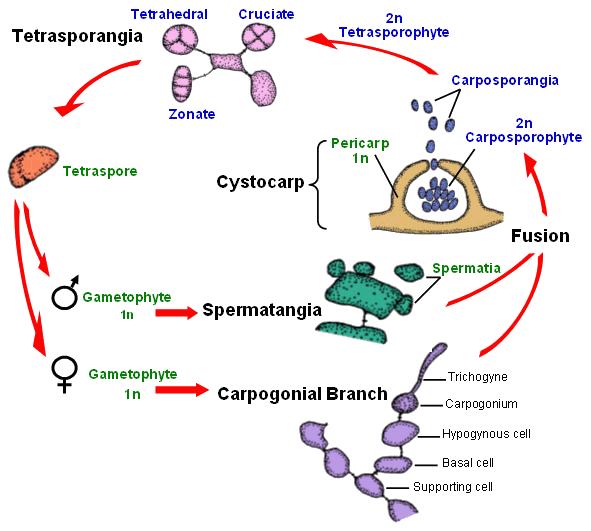 Tetrahedral
Cruciate
2n
Tetrasporophyte
Tetrasporangia
Carposporangia
Zonate
2n
Carposporophyte
Pericarp
1n
Tetraspore
Cystocarp
Fusion
Spermatia
Gametophyte
1n
Spermatangia
Gametophyte
1n
Carpogonial Branch
Trichogyne
Carpogonium
Hypogynous cell
Basal cell
Supporting cell